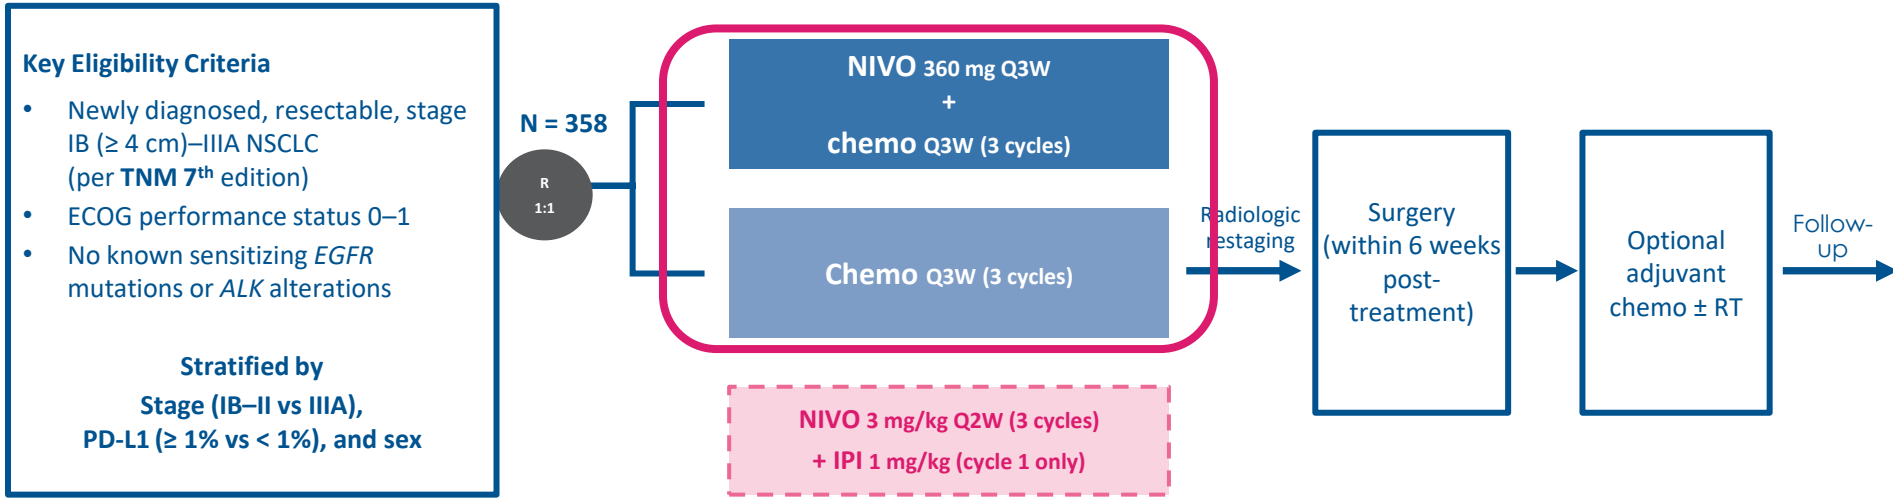 Key Eligibility Criteria
• Newly diagnosed, resectable, stage
IB (≥ 4 cm)–IIIA NSCLC
(per TNM 7th edition)
• ECOG performance status 0–1
• No known sensitizing EGFR
mutations or ALK alterations
Stratified by
Stage (IB–II vs IIIA),
PD-L1 (≥ 1% vs < 1%), and sex
N = 358
R
1:1
NIVO 360 mg Q3W
+
chemo Q3W (3 cycles)
Chemo Q3W (3 cycles)
NIVO 3 mg/kg Q2W (3 cycles)
+ IPI 1 mg/kg (cycle 1 only)
Radiologic
restaging
Surgery
(within 6 weeks
post-
treatment)
Optional
adjuvant
chemo ± RT
Follow-
up